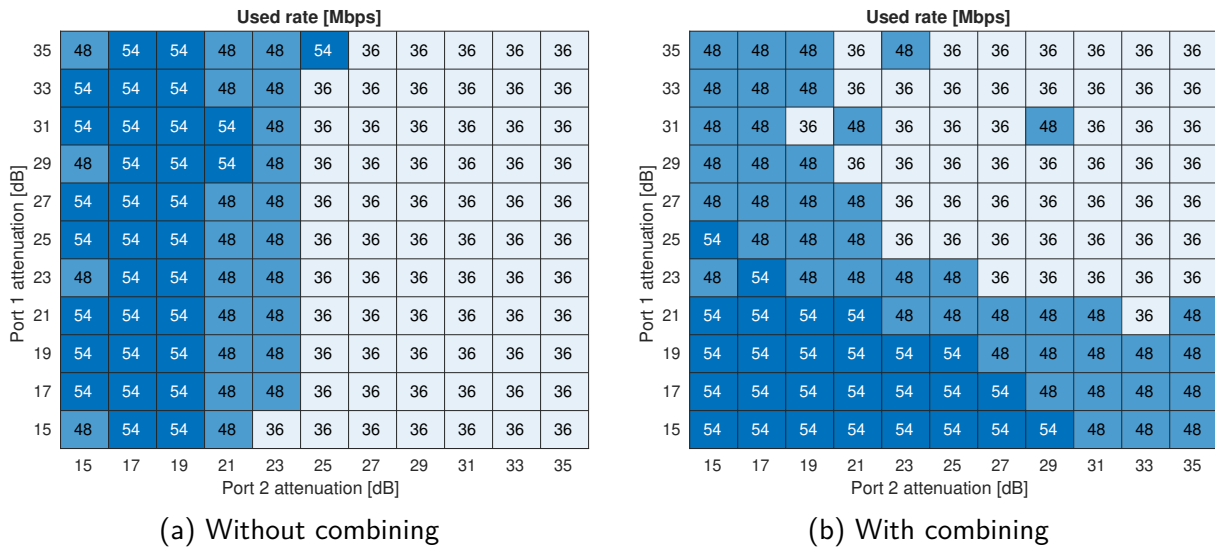 Used rate [Mbps]
Port 1 attenuation [dB]
35 48 54 54 48 48 54 36 36 36 36 36
33 54 54 54 48 48 36 36 36 36 36 36
31 54 54 54 54 48 36 36 36 36 36 36
29 48 54 54 54 48 36 36 36 36 36 36
27 54 54 54 48 48 36 36 36 36 36 36
25 54 54 54 48 48 36 36 36 36 36 36
23 48 54 54 48 48 36 36 36 36 36 36
21 54 54 54 48 48 36 36 36 36 36 36
19 54 54 54 48 48 36 36 36 36 36 36
17 54 54 54 48 48 36 36 36 36 36 36
15 48 54 54 48 36 36 36 36 36 36 36
15 17 19 21 23 25 27 29 31 33 35
Port 2 attenuation [dB]
(a) Without combining
Used rate [Mbps]
Port 1 attenuation [dB]
35 48 48 48 36 48 36 36 36 36 36 36
33 48 48 48 36 36 36 36 36 36 36 36
31 48 48 36 48 36 36 36 48 36 36 36
29 48 48 48 36 36 36 36 36 36 36 36
27 48 48 48 48 36 36 36 36 36 36 36
25 54 48 48 48 36 36 36 36 36 36 36
23 48 54 48 48 48 48 36 36 36 36 36
21 54 54 54 54 48 48 48 48 48 36 48
19 54 54 54 54 54 54 48 48 48 48 48
17 54 54 54 54 54 54 54 48 48 48 48
15 54 54 54 54 54 54 54 54 48 48 48
15 17 19 21 23 25 27 29 31 33 35
Port 2 attenuation [dB]
(b) With combining